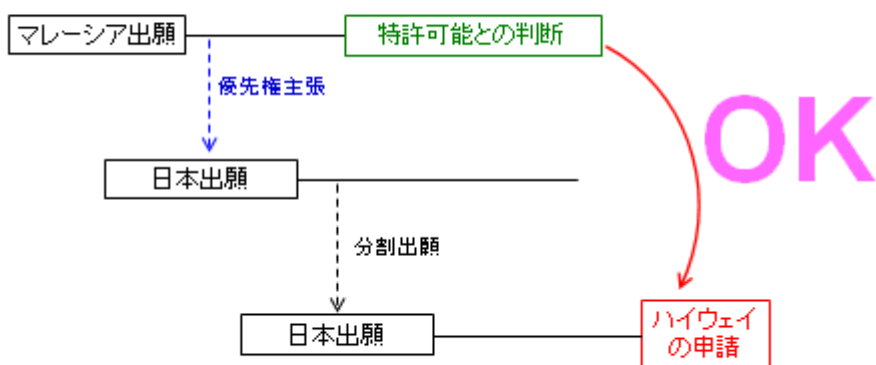 マレーシア出願
特許可能との判断
優先権主張
OK
日本出願
分割出願
日本出願
ハイウェイ
の申請